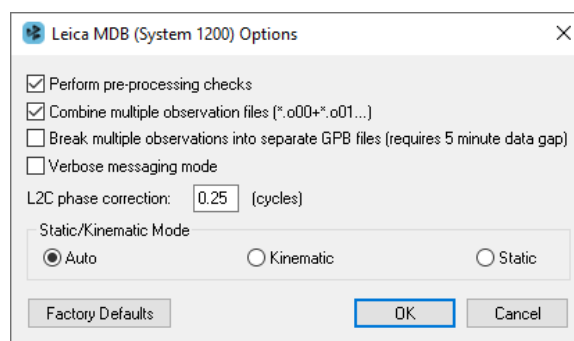 Leica MDB (System 1200) Options
Perform pre-processing checks
Combine multiple observation files (*.o00+*.o01...)
Break multiple observations into separate GPB files (requires 5 minute data gap)
Verbose messaging mode
L2C phase correction: 0.25 (cycles)
Static/Kinematic Mode
Auto Kinematic Static
Factory Defaults OK Cancel